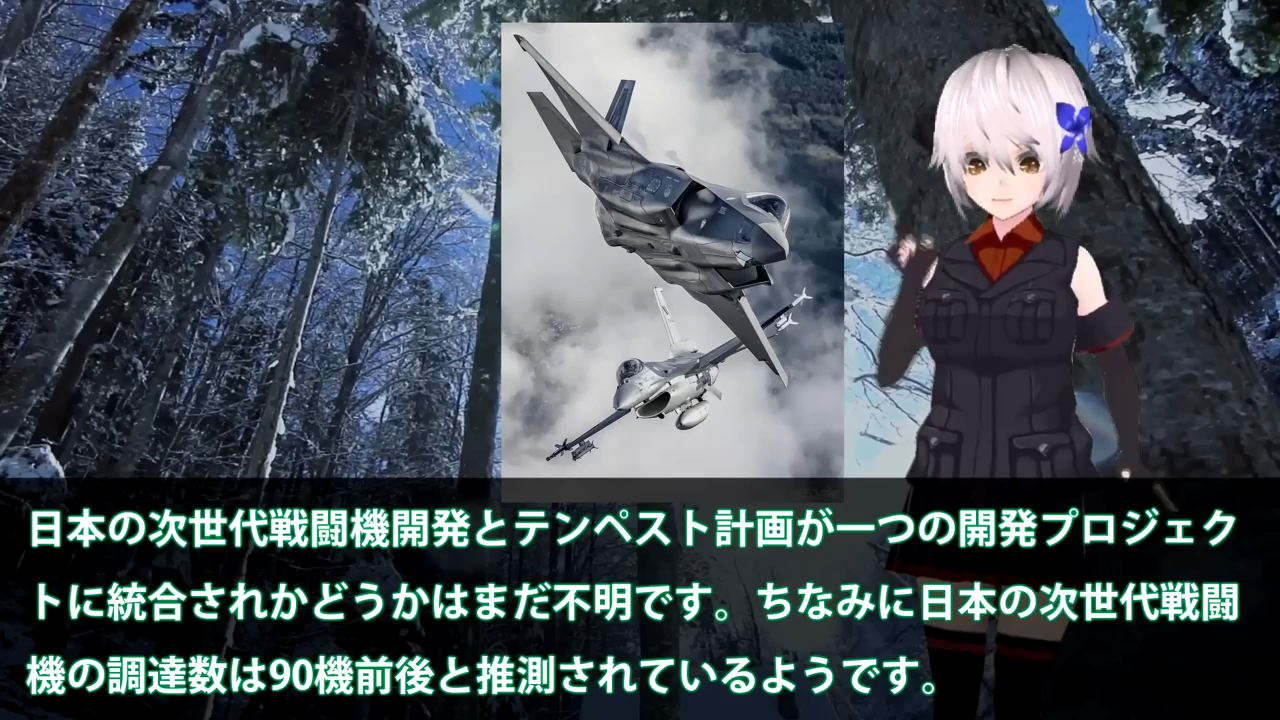 日本の次世代戦闘機開発とテンペスト計画が一つの開発プロジェク
トに統合されかどうかはまだ不明です。ちなみに日本の次世代戦闘
機の調達数は90機前後と推測されているようです。